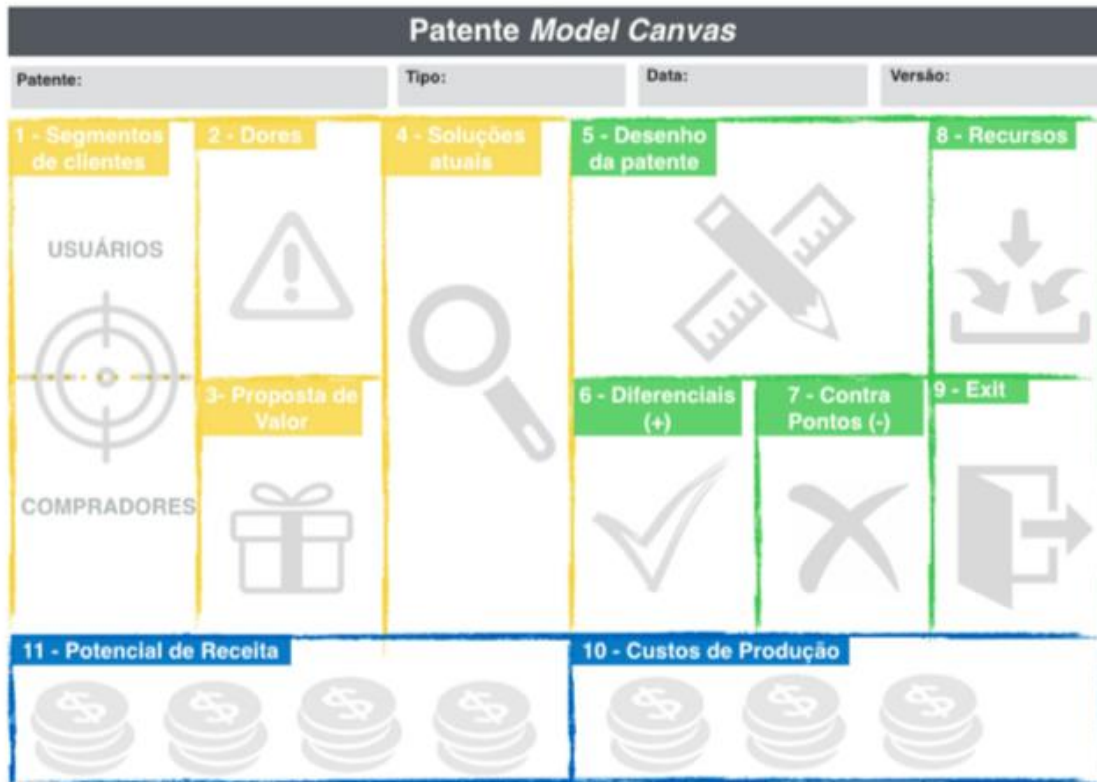 Patente Model Canvas
Patente:
Tipo:
Data:
Versão:
1 - Segmentos
de clientes
USUÁRIOS
COMPRADORES
2 - Dores
3- Proposta de
Valor
4 - Soluções
atuais
5 - Desenho
da patente
6 - Diferenciais
(+)
7 - Contra
Pontos (-)
8 - Recursos
9 - Exit
11 - Potencial de Receita
$ $ $ $
10 - Custos de Produção
$ $ $